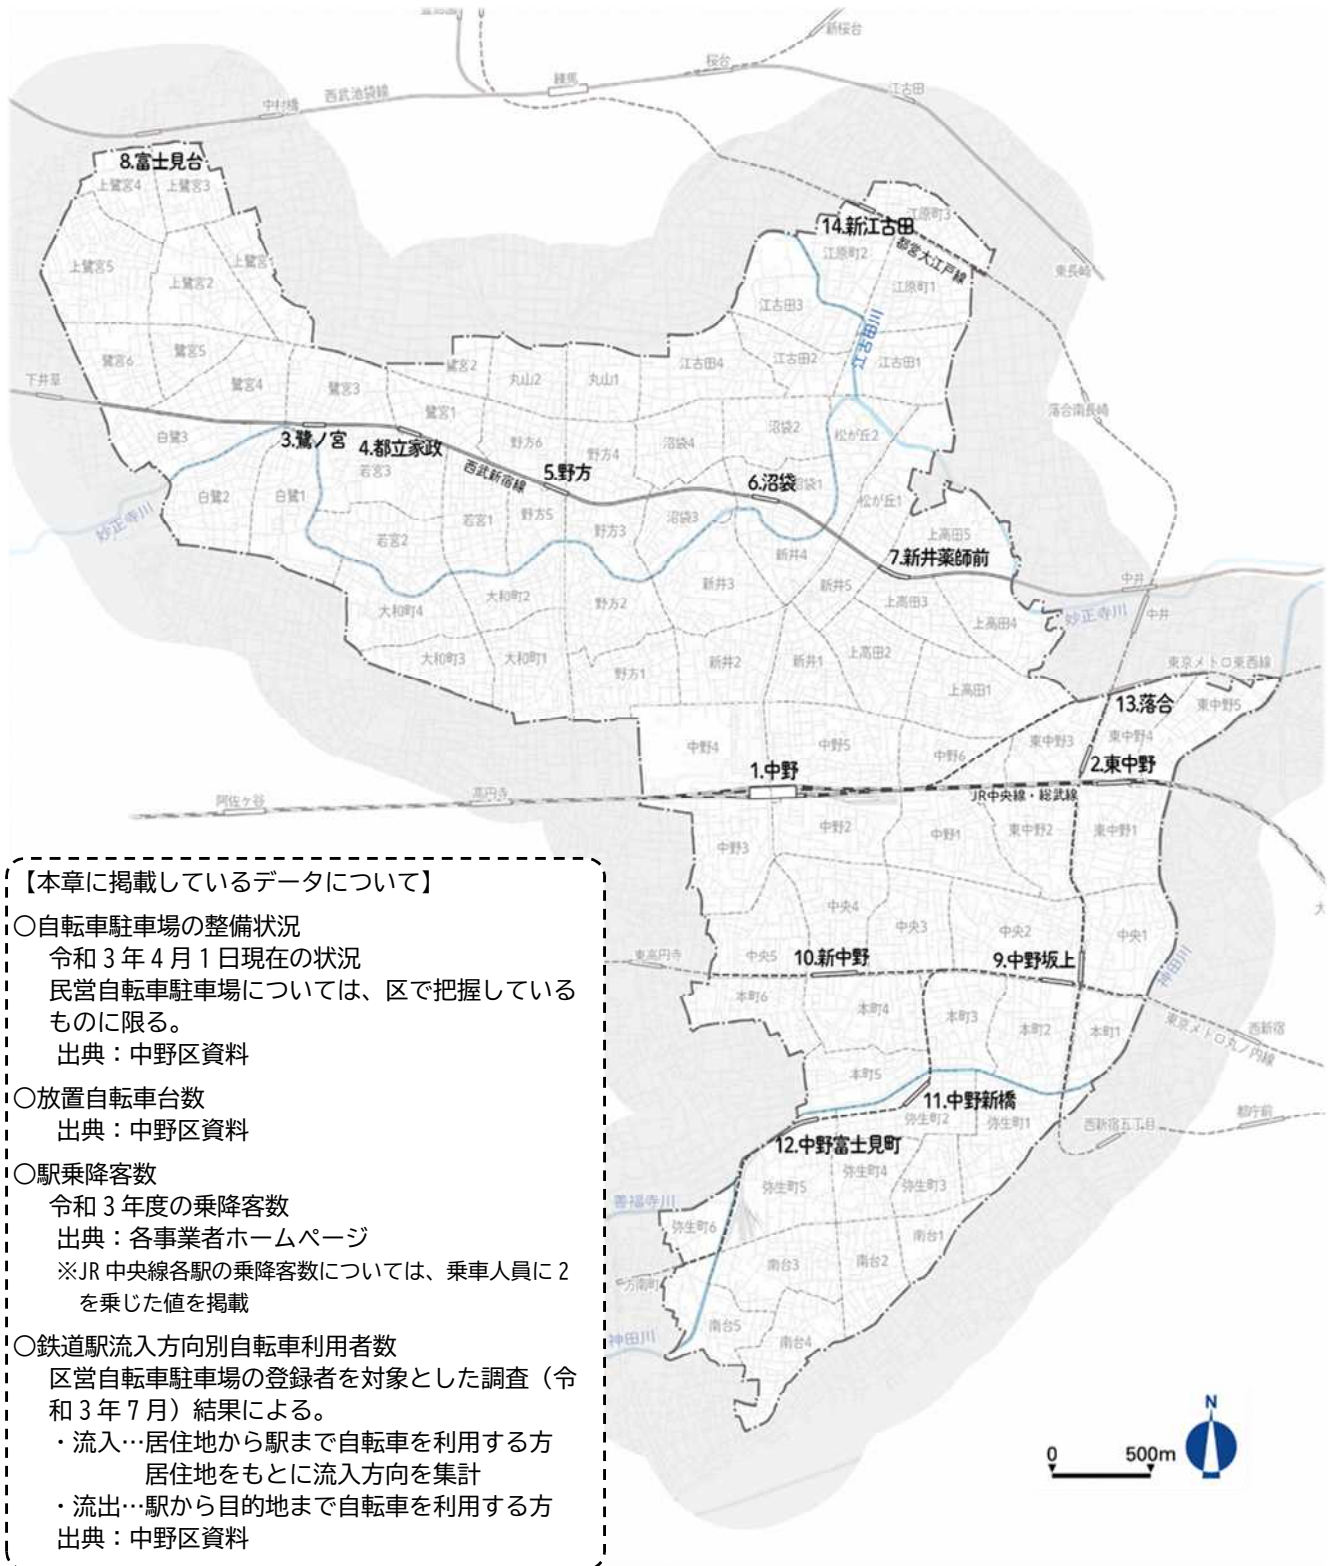 新桜台
桜台
練馬
江古田
西武池袋線
中村橋
8.富士見台
上鷺宮4
上鷺宮3
14.新江古田
江原町3
都営大江戸線
江原町2
東長崎
上鷺宮5
上鷺宮2
上鷺宮
江原町1
江古田3
江古田川
鷺宮6
鷺宮5
鷺宮2
江古田4
江古田2
江古田1
下井草
鷺宮4
鷺宮3
丸山2
丸山1
鷺宮1
落合南長崎
白鷺3
3.鷺ノ宮
4.都立家政
野方6
野方4
沼袋4
沼袋2
松が丘2
若宮3
西武新宿線
5.野方
6.沼袋
沼袋1
白鷺2
白鷺1
松が丘1
妙正寺川
若宮1
野方5
野方3
沼袋3
若宮2
新井4
上高田5
7.新井薬師前
大和町4
大和町2
野方2
新井3
新井5
上高田3
中井
中井
妙正寺川
上高田4
大和町3
大和町1
野方1
新井2
新井1
上高田2
上高田1
東京メトロ東西線
13.落合
東中野5
中野4
中野5
中野6
東中野3
東中野4
1.中野
2.東中野
阿佐ヶ谷
高円寺
JR中央線・総武線
中野3
中野2
中野1
東中野2
東中野1
中央4
中央3
中央2
中央1
神田川
東高円寺
中央5
10.新中野
9.中野坂上
本町6
本町4
本町3
本町2
本町1
東京メトロ丸ノ内線
西新宿
本町5
11.中野新橋
弥生町2
弥生町1
西新宿五丁目
都庁前
12.中野富士見町
弥生町4
弥生町5
弥生町3
善福寺川
弥生町6
南台1
南台3
南台2
方南町
神田川
南台5
南台4
【本章に掲載しているデータについて】
○自転車駐車場の整備状況
令和3年4月1日現在の状況
民営自転車駐車場については、区で把握している
ものに限る。
出典：中野区資料
○放置自転車台数
出典：中野区資料
○駅乗降客数
令和3年度の乗降客数
出典：各事業者ホームページ
※JR中央線各駅の乗降客数については、乗車人員に2
を乗じた値を掲載
○鉄道駅流入方向別自転車利用者数
区営自転車駐車場の登録者を対象とした調査（令
和3年7月）結果による。
・流入…居住地から駅まで自転車を利用する方
居住地をもとに流入方向を集計
・流出…駅から目的地まで自転車を利用する方
出典：中野区資料
N
0 500m